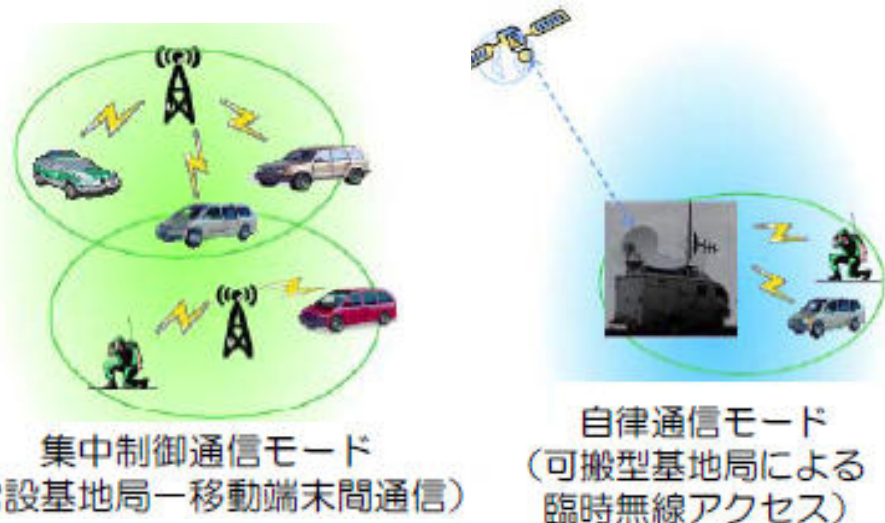 集中制御通信モード
設基地局ー移動端末間通信）
自律通信モード
（可搬型基地局による
臨時無線アクセス）